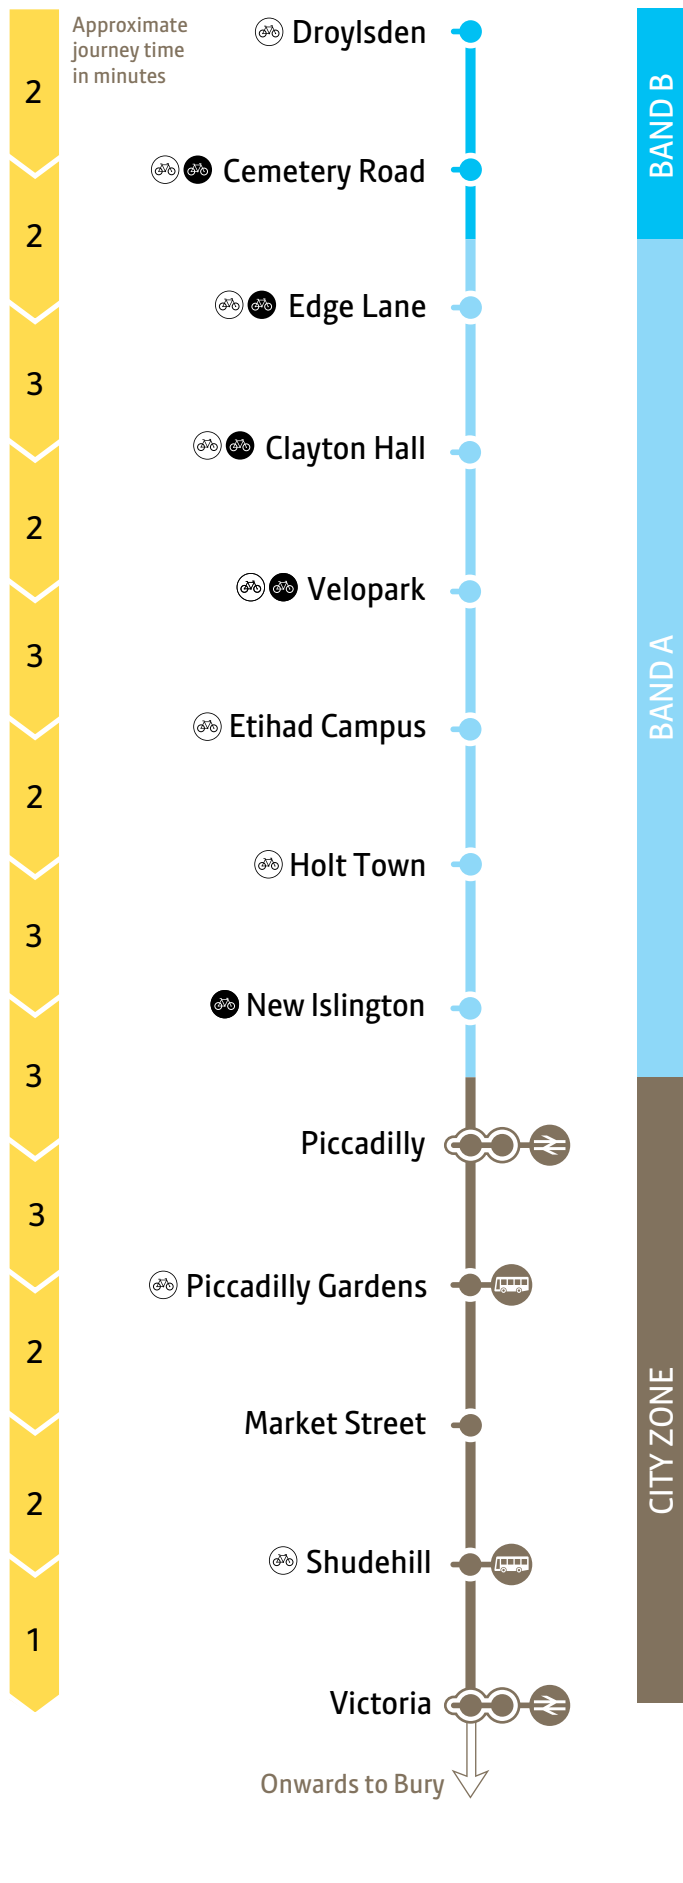 Approximate
journey time
in minutes
Droylsden
2
BAND B
Cemetery Road
2
Edge Lane
3
Clayton Hall
2
Velopark
3
BAND A
Etihad Campus
2
Holt Town
3
New Islington
3
Piccadilly
3
Piccadilly Gardens
2
Market Street
CITY ZONE
2
Shudehill
1
Victoria
Onwards to Bury